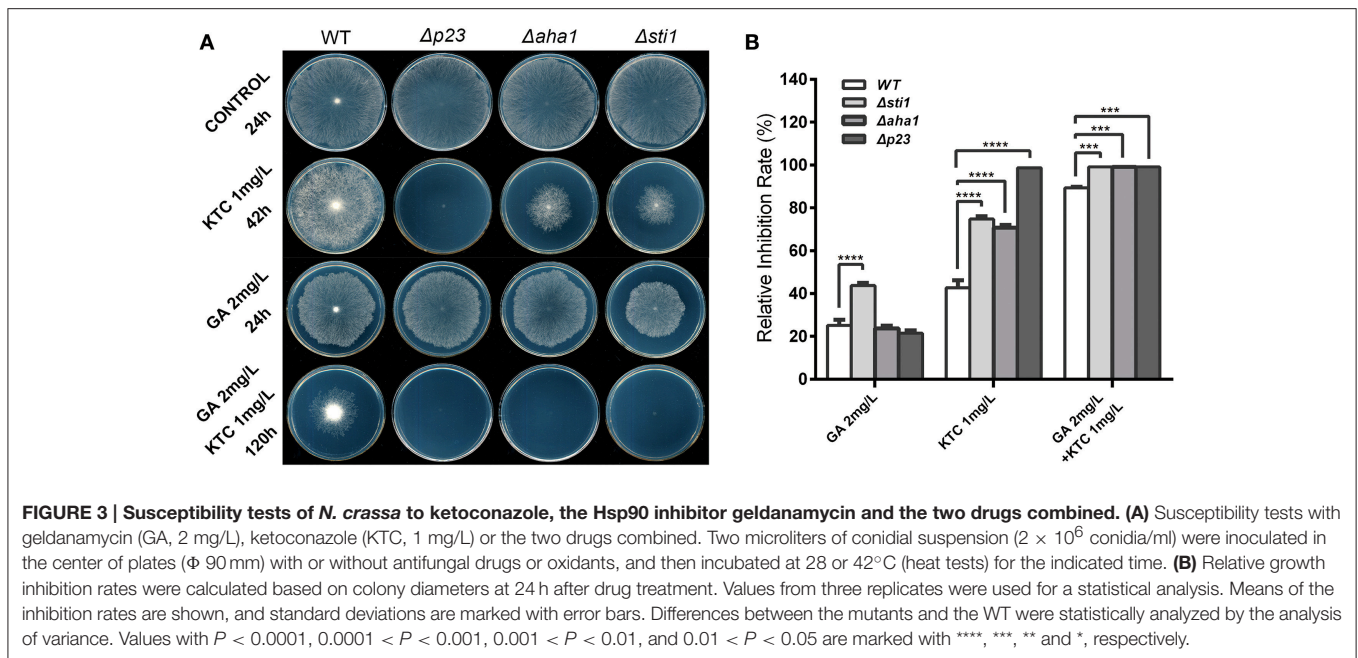 A
WT Δp23 Δaha1 Δsti1
CONTROL
24h
KTC 1mg/L
42h
GA 2mg/L
24h
GA 2mg/L
KTC 1mg/L
120h
B
Relative Inhibition Rate (%)
140
120
100
80
60
40
20
0
WT
Δsti1
Δaha1
Δp23
****
****
****
****
***
***
***
GA 2mg/L
KTC 1mg/L
GA 2mg/L
+KTC 1mg/L
FIGURE 3 | Susceptibility tests of N. crassa to ketoconazole, the Hsp90 inhibitor geldanamycin and the two drugs combined. (A) Susceptibility tests with
geldanamycin (GA, 2 mg/L), ketoconazole (KTC, 1 mg/L) or the two drugs combined. Two microliters of conidial suspension (2 × 10⁶ conidia/ml) were inoculated in
the center of plates (Φ 90 mm) with or without antifungal drugs or oxidants, and then incubated at 28 or 42°C (heat tests) for the indicated time. (B) Relative growth
inhibition rates were calculated based on colony diameters at 24 h after drug treatment. Values from three replicates were used for a statistical analysis. Means of the
inhibition rates are shown, and standard deviations are marked with error bars. Differences between the mutants and the WT were statistically analyzed by the analysis
of variance. Values with P < 0.0001, 0.0001 < P < 0.001, 0.001 < P < 0.01, and 0.01 < P < 0.05 are marked with ****, ***, ** and *, respectively.